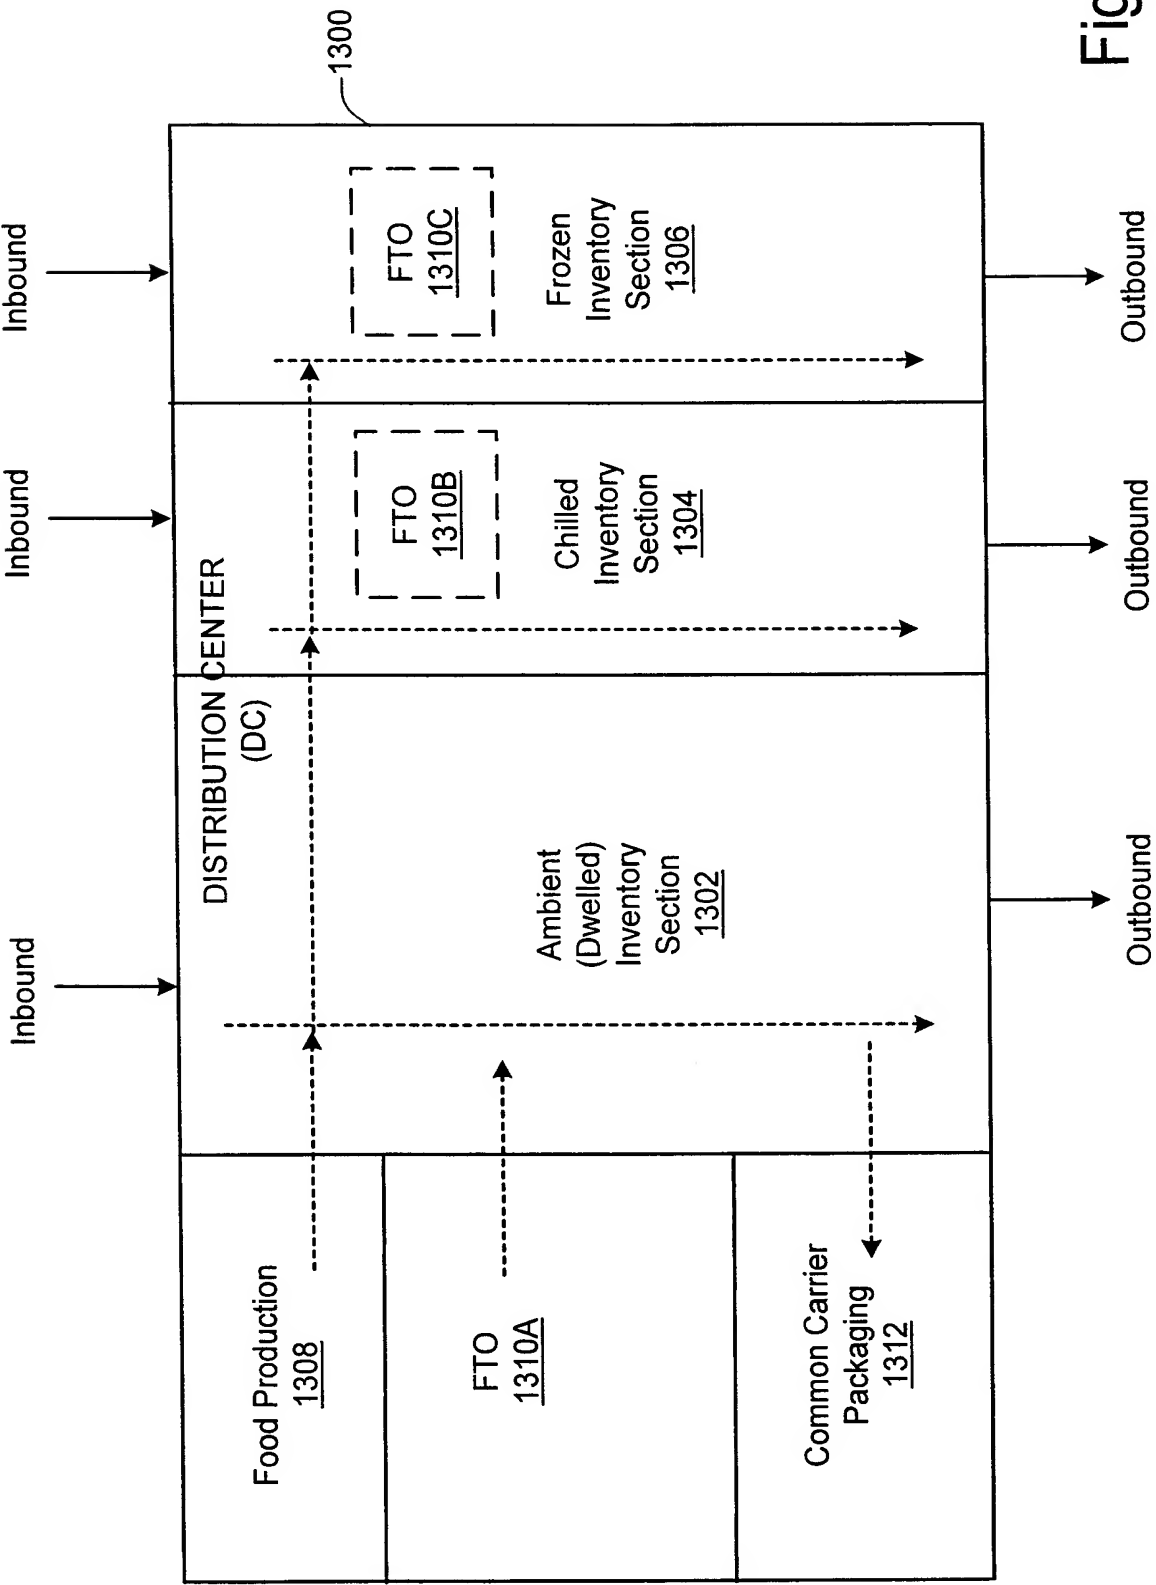 Inbound
Inbound
Inbound
DISTRIBUTION CENTER
(DC)
1300
Food Production
1308
FTO
1310A
Common Carrier
Packaging
1312
Ambient
(Dwelled)
Inventory
Section
1302
FTO
1310B
Chilled
Inventory
Section
1304
FTO
1310C
Frozen
Inventory
Section
1306
Outbound
Outbound
Outbound
Fig